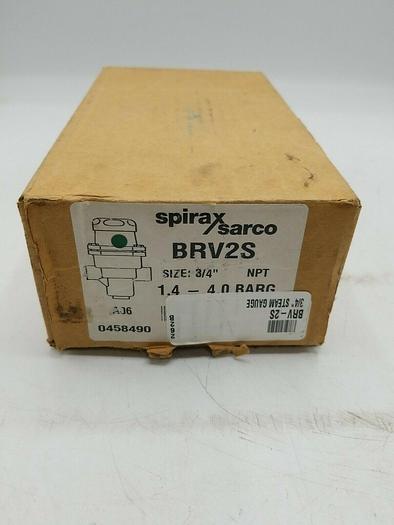 spirax
sarco
BRV2S
SIZE: 3/4" NPT
1.4 - 4.0 BARG
A06
0458490
BRV-2S
3/4" STEAM GAUGE